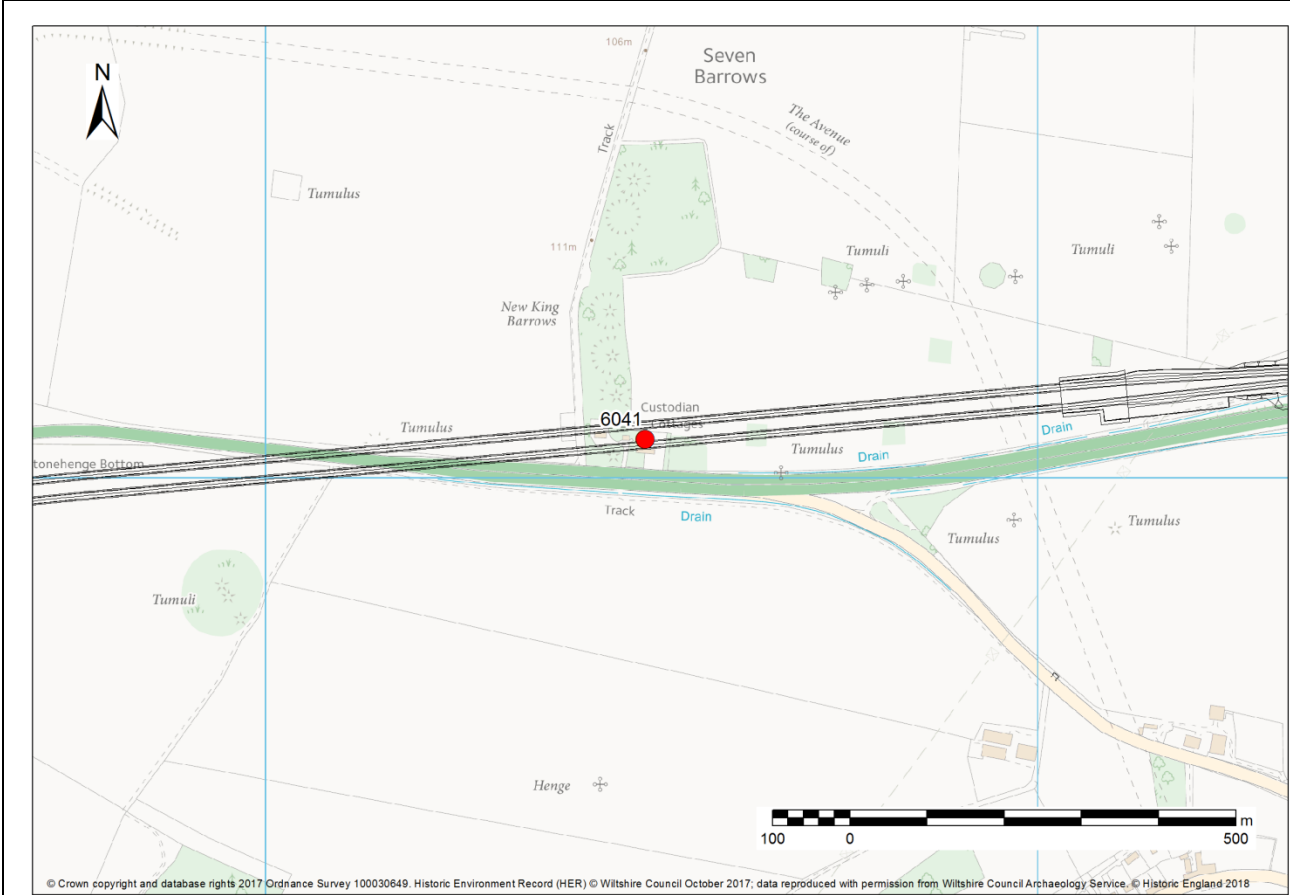 106m
Seven
Barrows
N
The Avenue
(course of)
Track
Tumulus
111m
Tumuli
Tumuli
New King
Barrows
6041
Custodian
Cottages
Tumulus
Tumulus
Drain
Drain
tonehenge Bottom
Track
Drain
Tumulus
Tumulus
Tumuli
Henge
m
100 0 500
© Crown copyright and database rights 2017 Ordnance Survey 100030649. Historic Environment Record (HER) © Wiltshire Council October 2017; data reproduced with permission from Wiltshire Council Archaeology Service. © Historic England 2018